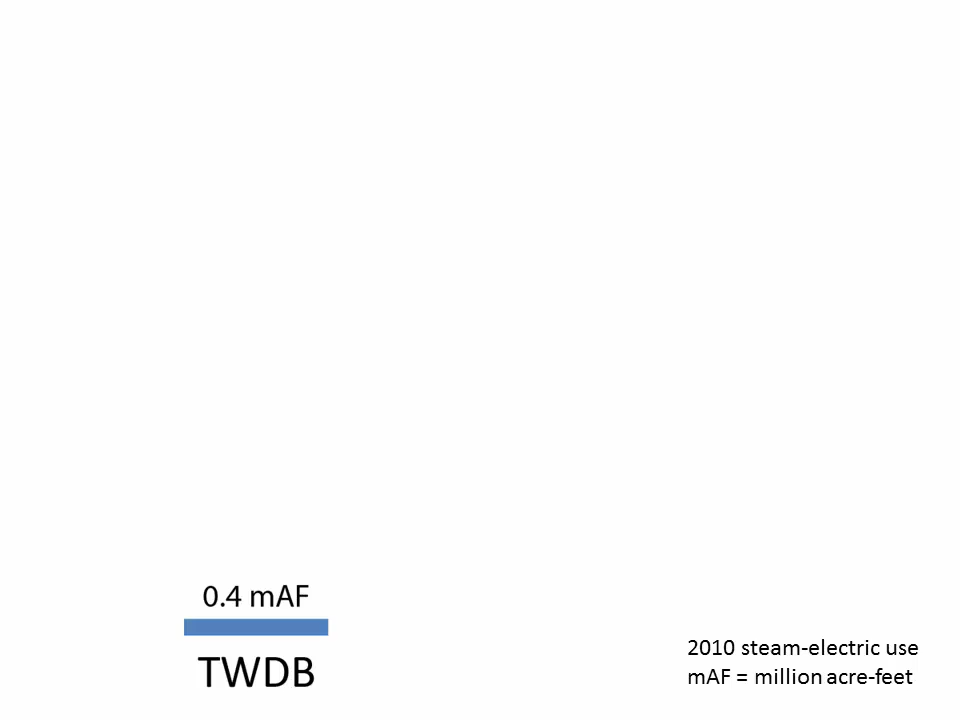 0.4 mAF
TWDB
2010 steam-electric use
mAF = million acre-feet